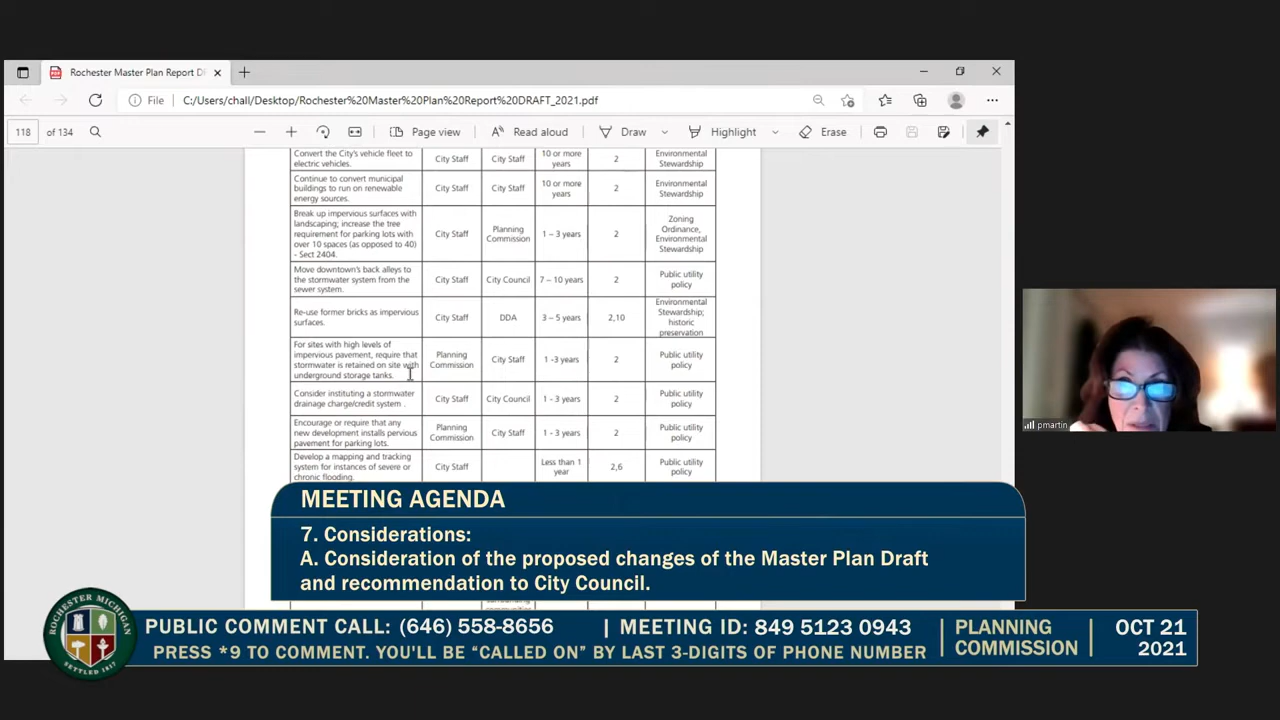 Rochester Master Plan Report D
File
C:/Users/chall/Desktop/Rochester%20Master%20Plan%20Report%20DRAFT_2021.pdf
118 of 134
Page view
Read aloud
Draw
Highlight
Erase
Convert the City's vehicle fleet to
electric vehicles.
City Staff
City Staff
10 or more
years
2
Environmental
Stewardship
Continue to convert municipal
buildings to run on renewable
energy sources.
City Staff
City Staff
10 or more
years
2
Environmental
Stewardship
Break up impervious surfaces with
landscaping; increase the tree
requirement for parking lots with
over 10 spaces (as opposed to 40)
- Sect 2404.
City Staff
Planning
Commission
1 – 3 years
2
Zoning
Ordinance,
Environmental
Stewardship
Move downtown's back alleys to
the stormwater system from the
sewer system.
City Staff
City Council
7 – 10 years
2
Public utility
policy
Re-use former bricks as impervious
surfaces.
City Staff
DDA
3 – 5 years
2,10
Environmental
Stewardship;
historic
preservation
For sites with high levels of
impervious pavement, require that
stormwater is retained on site with
underground storage tanks.
Planning
Commission
City Staff
1 -3 years
2
Public utility
policy
Consider instituting a stormwater
drainage charge/credit system .
City Staff
City Council
1 - 3 years
2
Public utility
policy
Encourage or require that any
new development installs pervious
pavement for parking lots.
Planning
Commission
City Staff
1 - 3 years
2
Public utility
policy
Develop a mapping and tracking
system for instances of severe or
chronic flooding.
City Staff
Less than 1
year
2,6
Public utility
policy
pmartin
MEETING AGENDA
7. Considerations:
A. Consideration of the proposed changes of the Master Plan Draft
and recommendation to City Council.
communities
ROCHESTER MICHIGAN
SETTLED 1817
PUBLIC COMMENT CALL: (646) 558-8656 | MEETING ID: 849 5123 0943
PRESS *9 TO COMMENT. YOU'LL BE “CALLED ON” BY LAST 3-DIGITS OF PHONE NUMBER
PLANNING
COMMISSION
OCT 21
2021